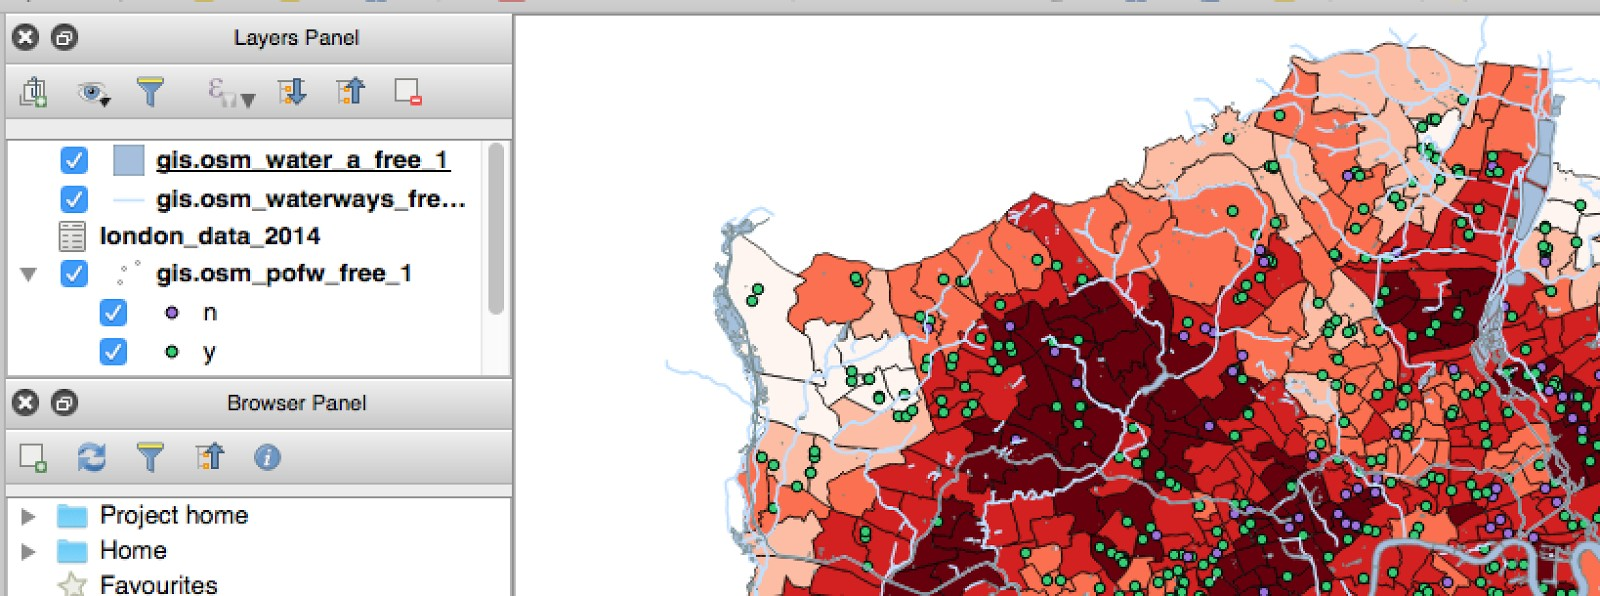 Layers Panel
gis.osm_water_a_free_1
gis.osm_waterways_fre...
london_data_2014
gis.osm_pofw_free_1
n
y
Browser Panel
Project home
Home
Favourites